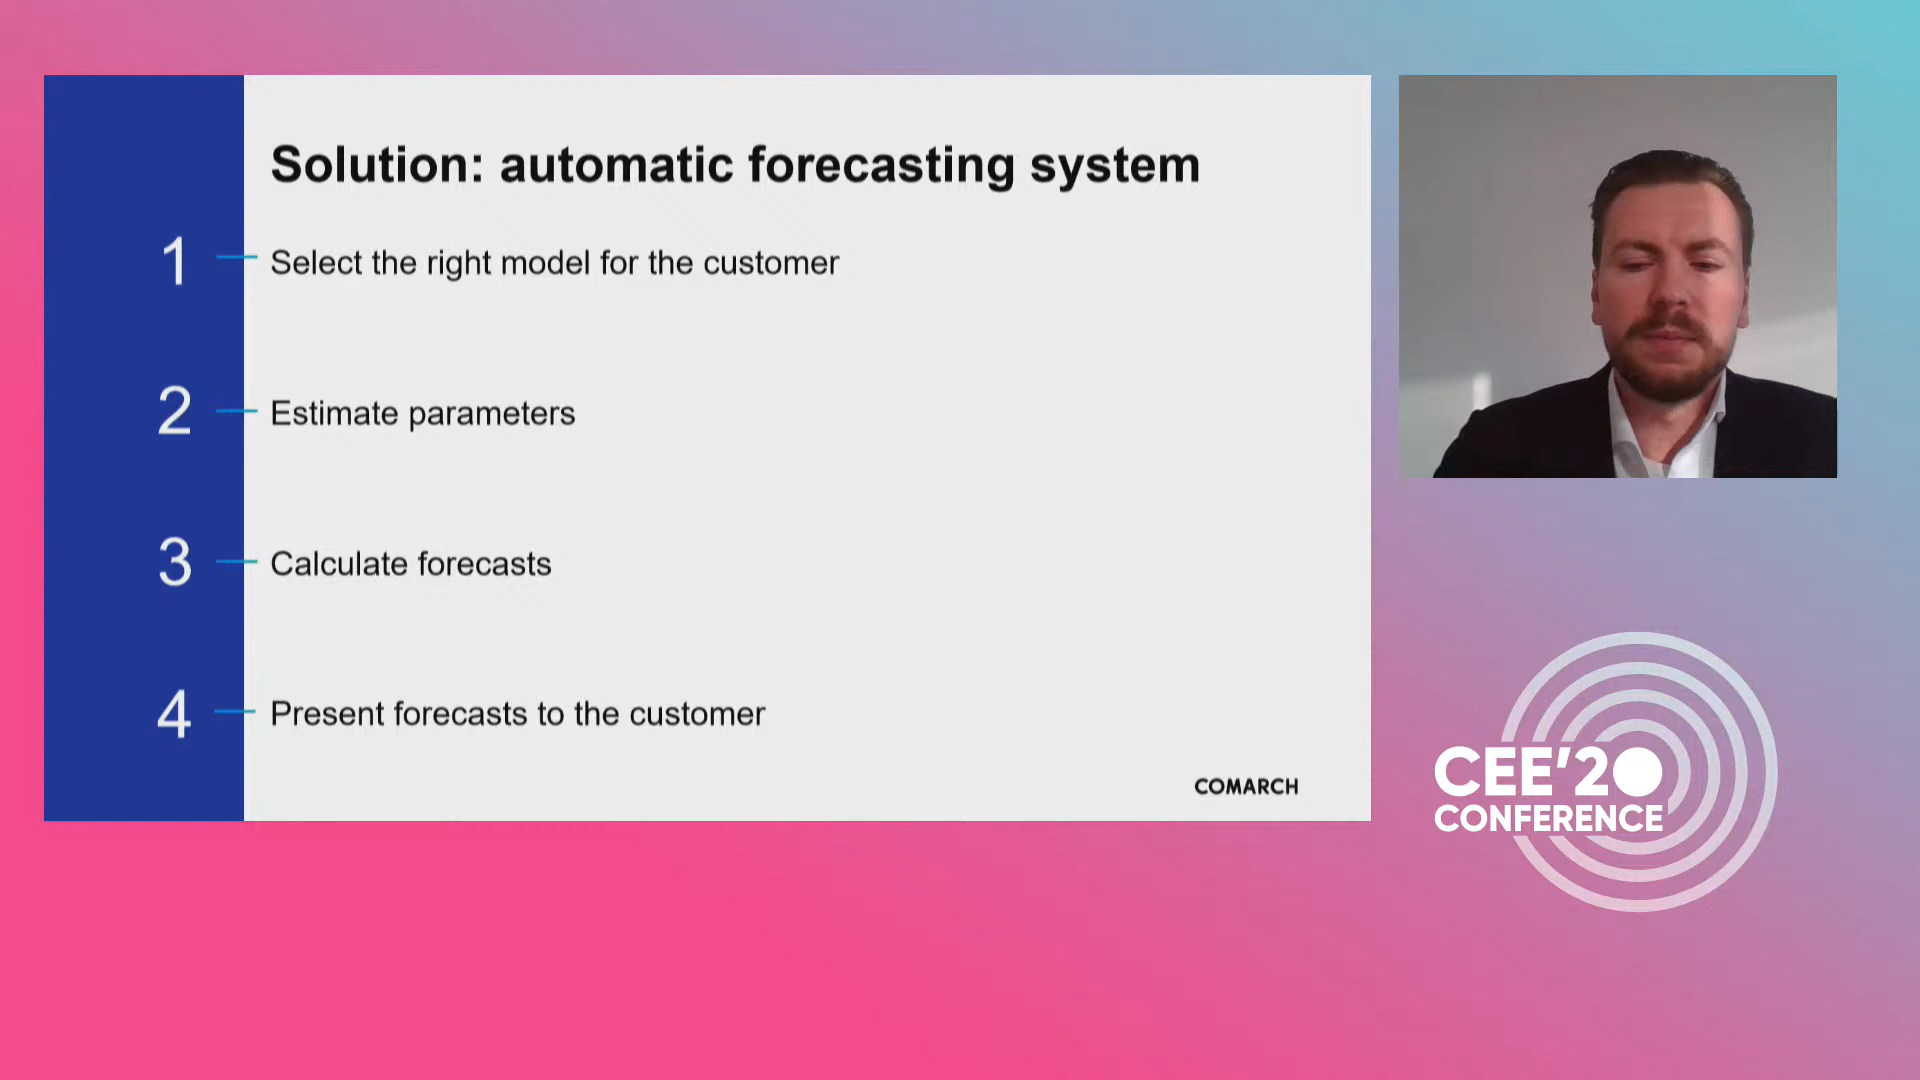 Solution: automatic forecasting system
1 Select the right model for the customer
2 Estimate parameters
3 Calculate forecasts
4 Present forecasts to the customer
COMARCH
CEE'20
CONFERENCE